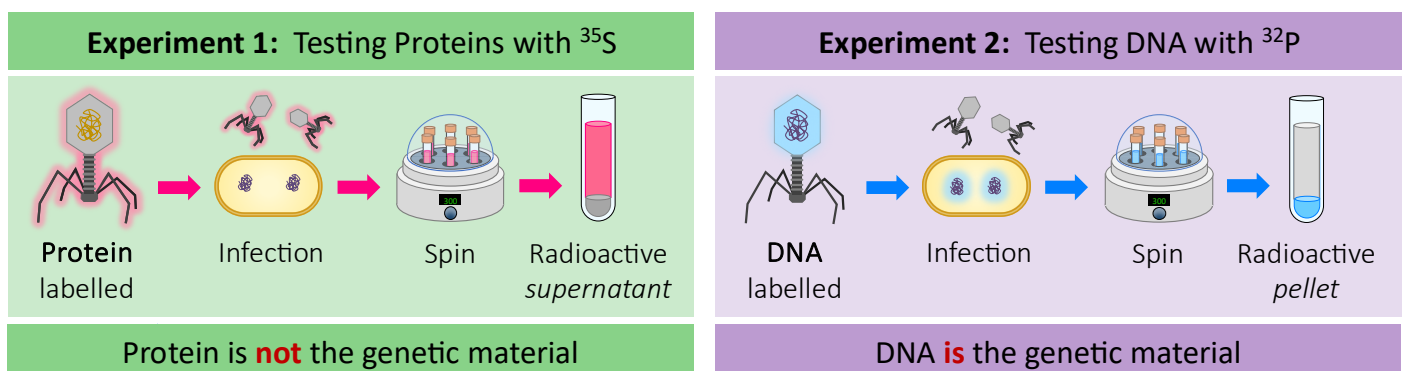 Experiment 1: Testing Proteins with ³⁵S
300
Protein
labelled
Infection
Spin
Radioactive
supernatant
Protein is not the genetic material
Experiment 2: Testing DNA with ³²P
300
DNA
labelled
Infection
Spin
Radioactive
pellet
DNA is the genetic material